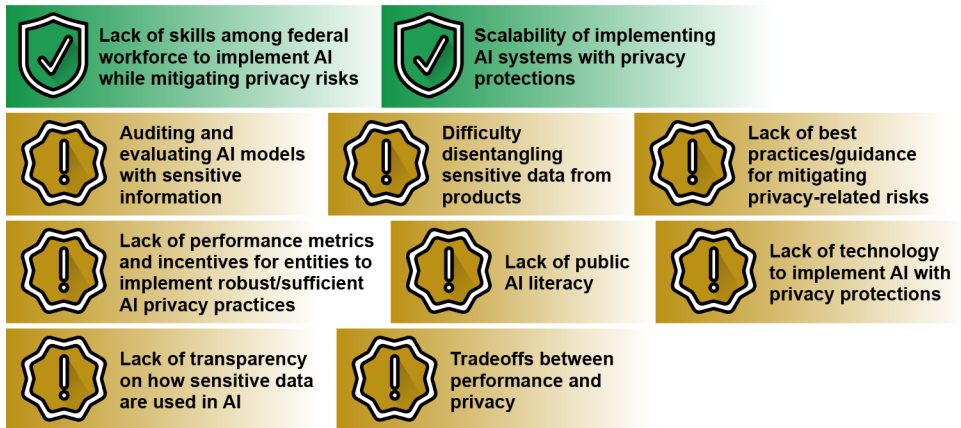 Lack of skills among federal
workforce to implement AI
while mitigating privacy risks
Scalability of implementing
AI systems with privacy
protections
Auditing and
evaluating AI models
with sensitive
information
Difficulty
disentangling
sensitive data from
products
Lack of best
practices/guidance
for mitigating
privacy-related risks
Lack of performance metrics
and incentives for entities to
implement robust/sufficient
AI privacy practices
Lack of public
AI literacy
Lack of technology
to implement AI with
privacy protections
Lack of transparency
on how sensitive data
are used in AI
Tradeoffs between
performance and
privacy